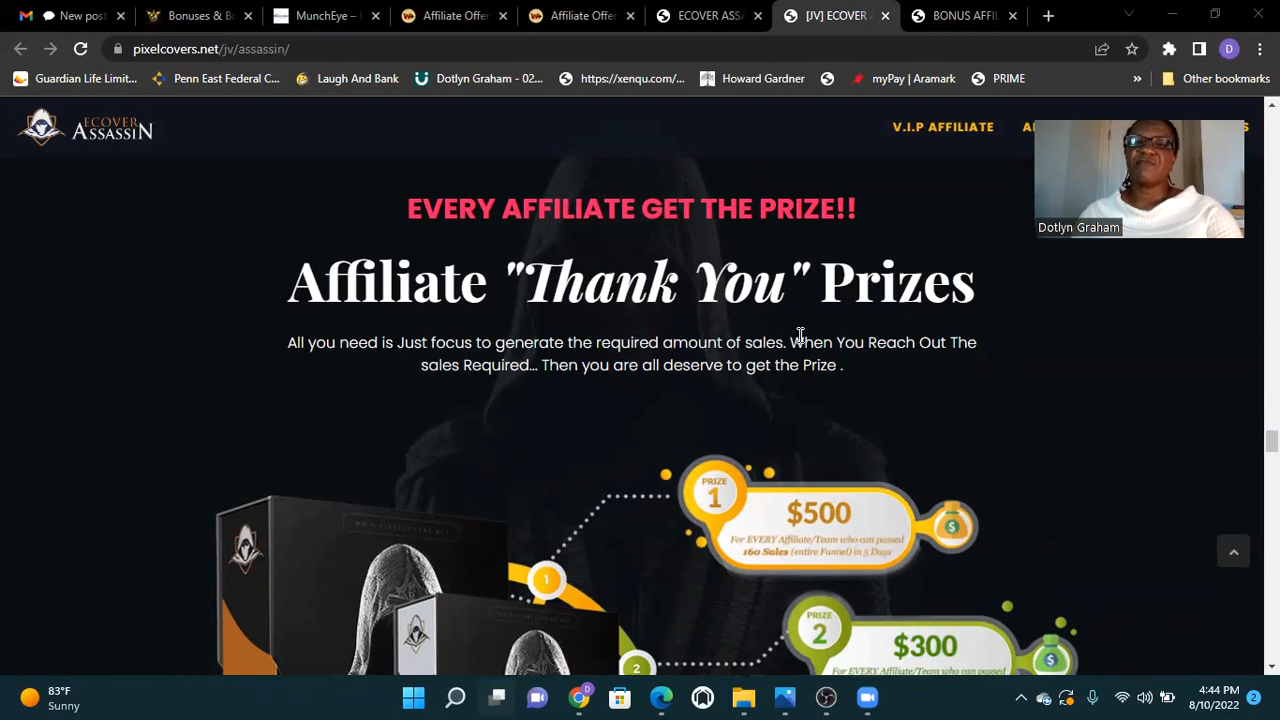 New post
Bonuses & Bo
MunchEye –
Affiliate Offer
Affiliate Offer
ECOVER ASSA
[JV] ECOVER
BONUS AFFIL
pixelcovers.net/jv/assassin/
D
Guardian Life Limit...
Penn East Federal C...
Laugh And Bank
Dotlyn Graham - 02...
https://xenqu.com/...
Howard Gardner
myPay | Aramark
PRIME
»
Other bookmarks
ECOVER
ASSASSIN
V.I.P AFFILIATE
Dotlyn Graham
EVERY AFFILIATE GET THE PRIZE!!
Affiliate "Thank You" Prizes
All you need is Just focus to generate the required amount of sales. When You Reach Out The
sales Required... Then you are all deserve to get the Prize .
PRIZE
1
$500
For EVERY Affiliate/Team who can passed
160 Sales (entire Funnel) in 5 Days
1
PRIZE
2
$300
For EVERY Affiliate/Team who can passed
2
83°F
Sunny
4:44 PM
8/10/2022
2